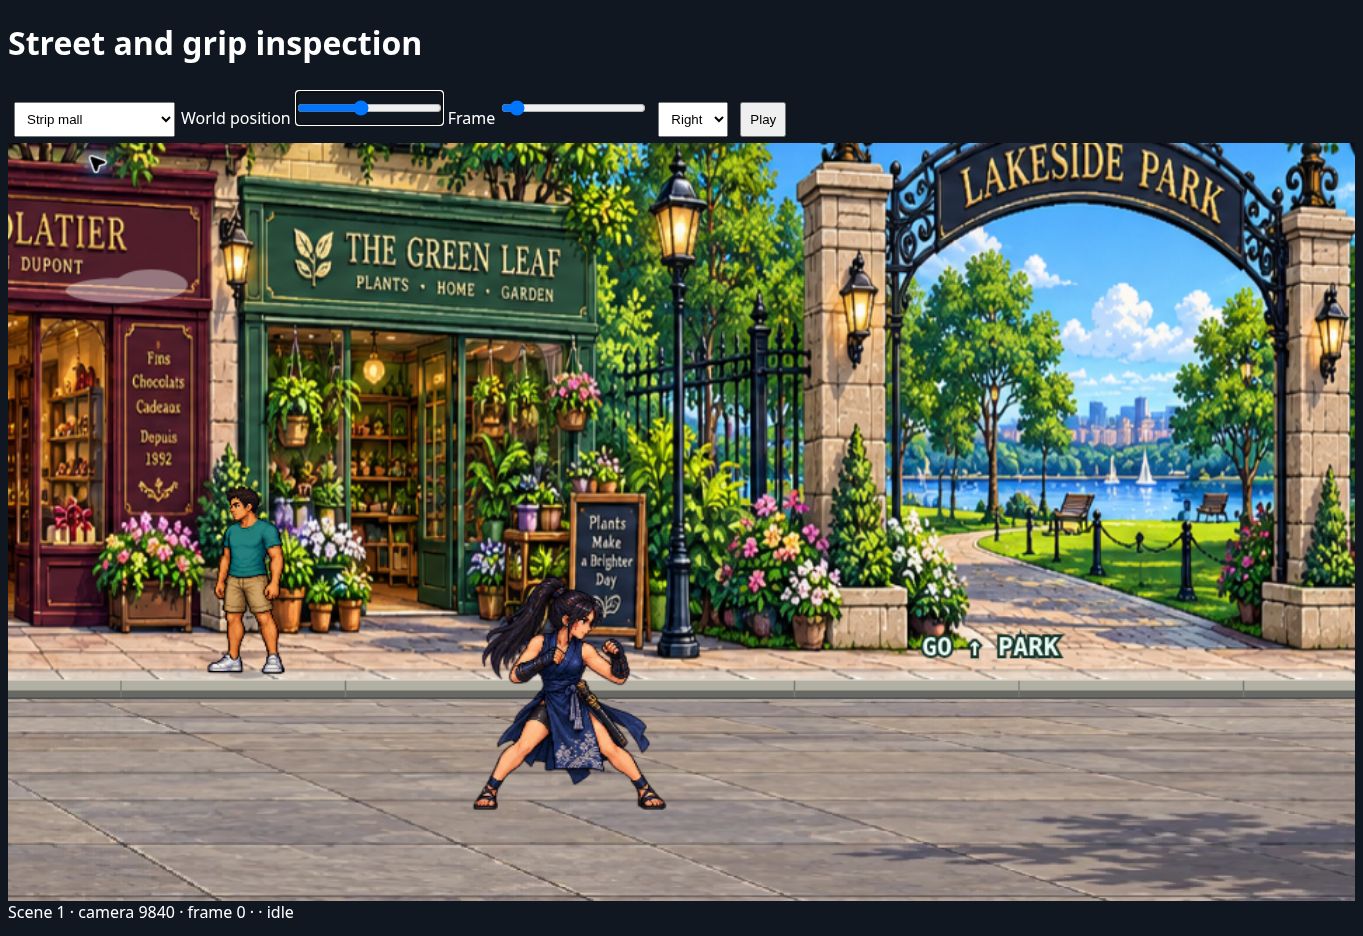 Street and grip inspection
Strip mall World position Frame Right Play
OLATIER
DUPONT
Fins
Chocolats
Cadeaux
Depuis
1992
THE GREEN LEAF
PLANTS • HOME • GARDEN
Plants
Make
a Brighter
Day
LAKESIDE PARK
GO ↑ PARK
Scene 1 · camera 9840 · frame 0 · · idle